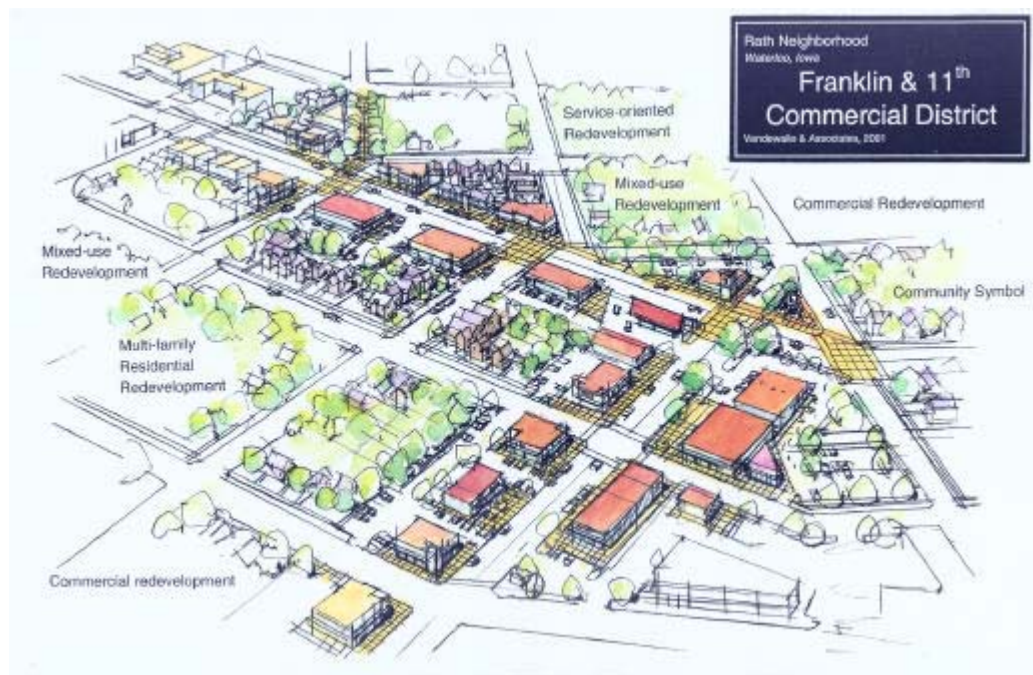 Rath Neighborhood
Waterloo, Iowa
Franklin & 11th
Commercial District
Vandewalle & Associates, 2001
Service-oriented
Redevelopment
Mixed-use
Redevelopment
Commercial Redevelopment
Mixed-use
Redevelopment
Community Symbol
Multi-family
Residential
Redevelopment
Commercial redevelopment